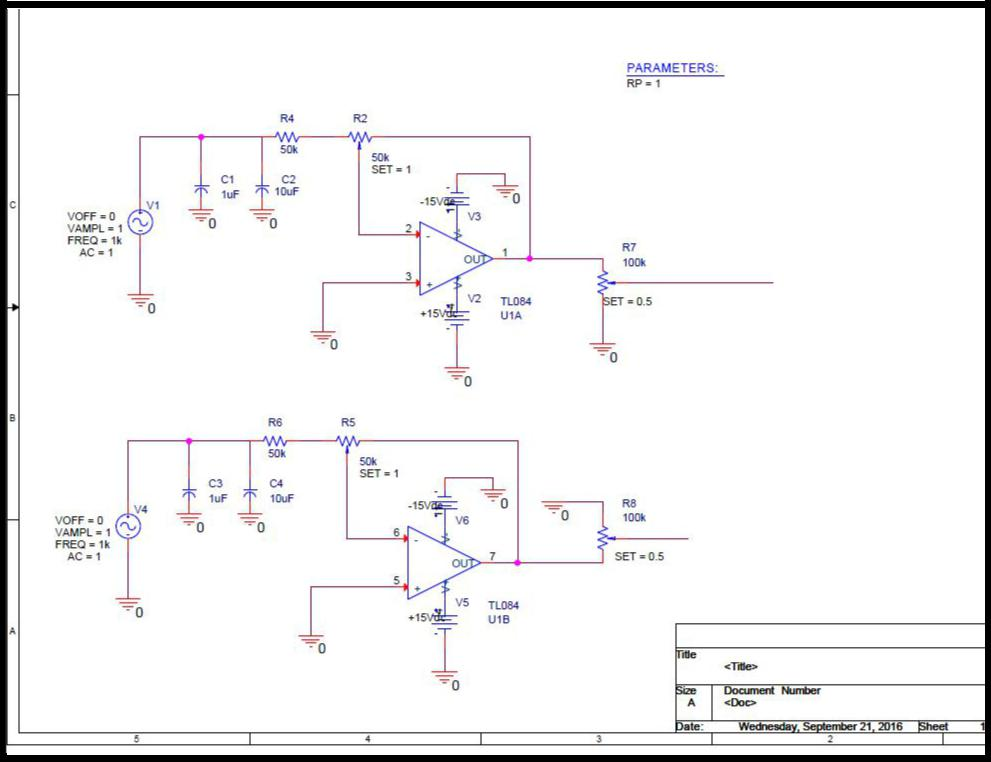 PARAMETERS:
RP = 1
R4
R2
50k
50k
SET = 1
C
C1
1uF
C2
10uF
0
0
-15Vdc
0
V3
V1
VOFF = 0
VAMPL = 1
FREQ = 1k
AC = 1
0
2
-
OUT
1
3
+
0
V2
+15Vdc
TL084
U1A
0
R7
100k
SET = 0.5
0
B
R6
R5
50k
50k
SET = 1
C3
1uF
C4
10uF
0
0
-15Vdc
0
V6
V4
VOFF = 0
VAMPL = 1
FREQ = 1k
AC = 1
0
6
-
OUT
7
5
+
0
V5
+15Vdc
TL084
U1B
0
0
R8
100k
SET = 0.5
A
Title
<Title>
Size
A
Document Number
<Doc>
Date:
Wednesday, September 21, 2016
Sheet
1
5
4
3
2